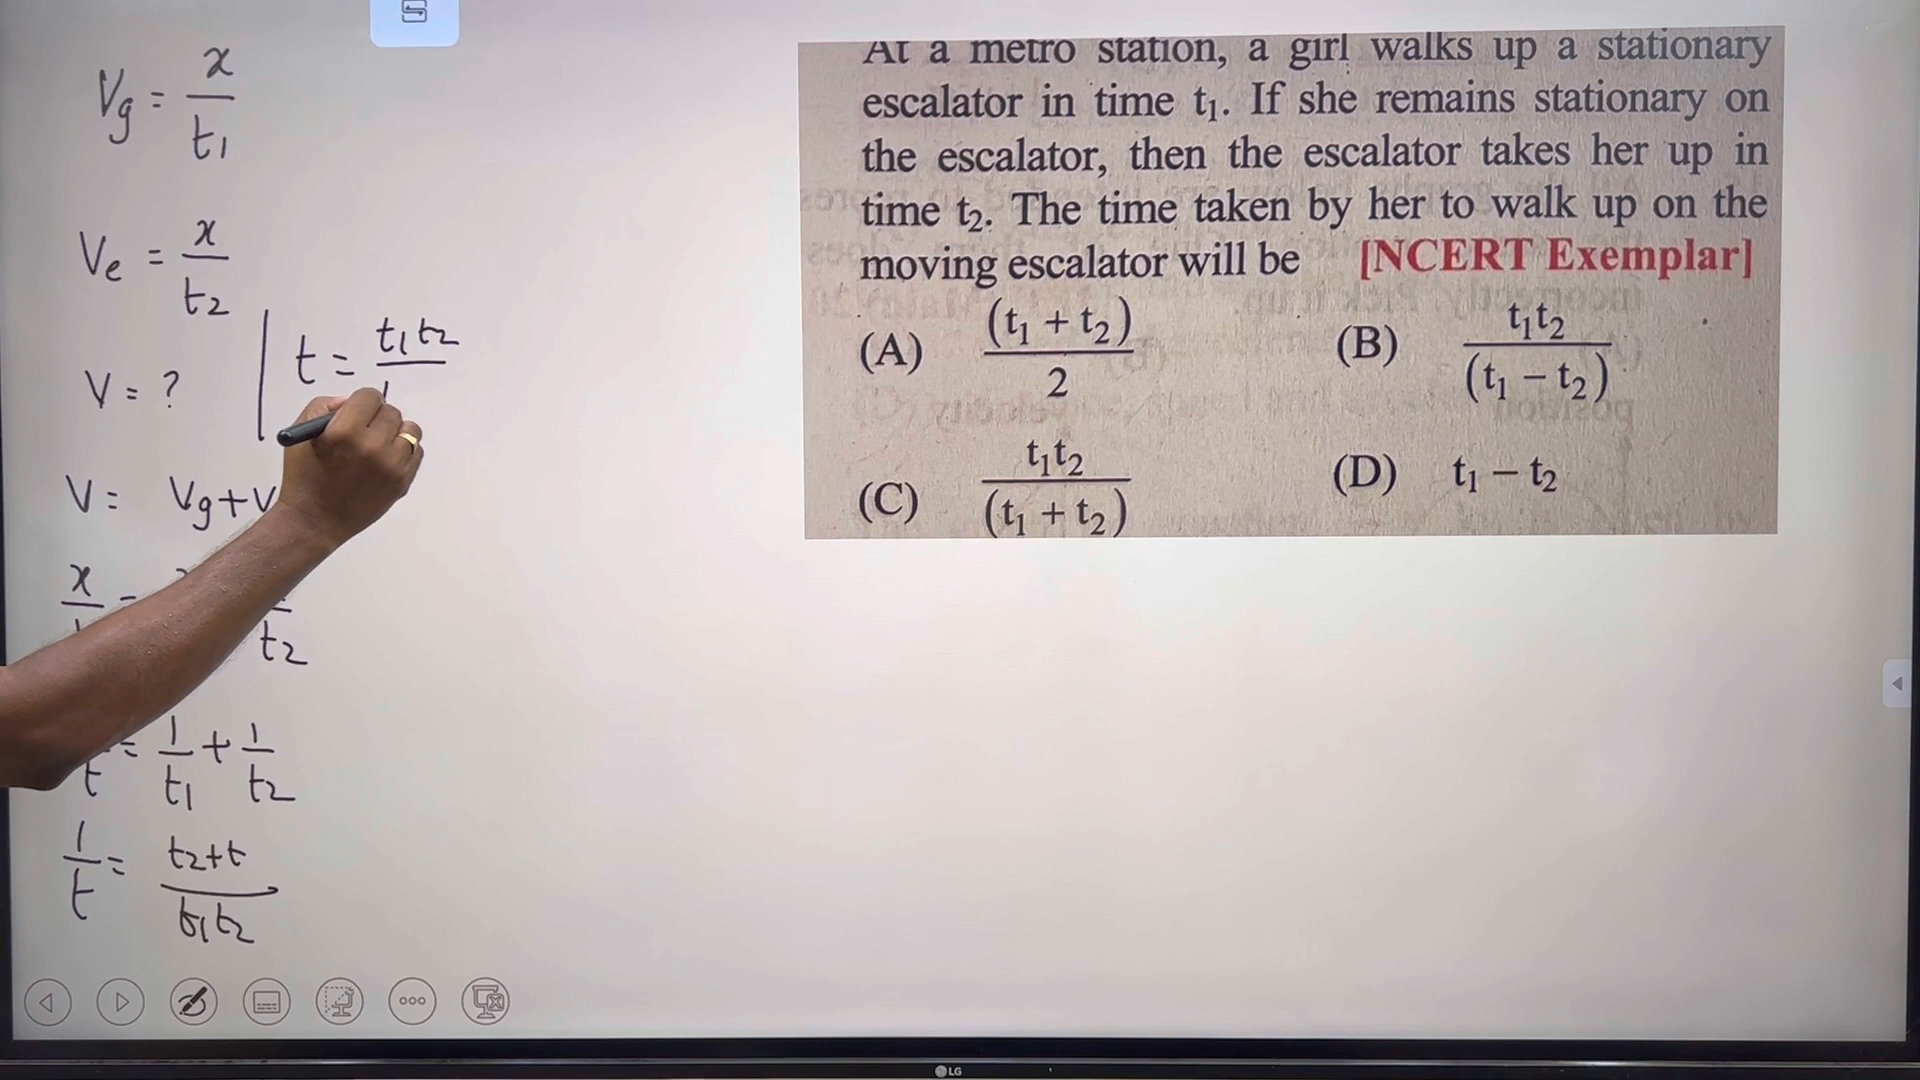 Vg = x/t1
Ve = x/t2
V = ?
t = t1t2/
V = Vg+V
x
t2
t = 1/t1 + 1/t2
1/t = t2+t/t1t2
At a metro station, a girl walks up a stationary
escalator in time t1. If she remains stationary on
the escalator, then the escalator takes her up in
time t2. The time taken by her to walk up on the
moving escalator will be [NCERT Exemplar]
(A) (t1 + t2)/2 (B) t1t2/(t1 − t2)
(C) t1t2/(t1 + t2) (D) t1 − t2
LG